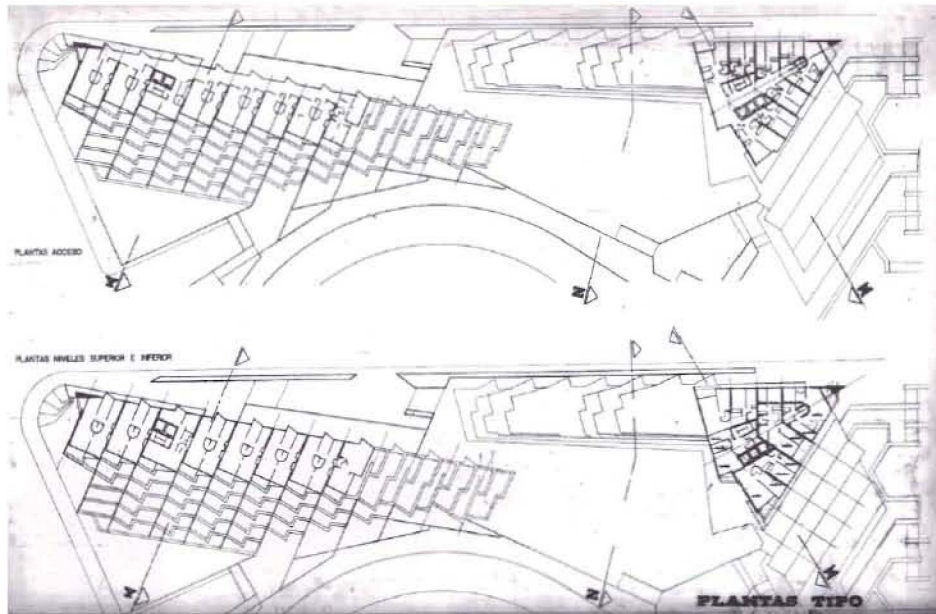 PLANTAS ACCESO
M
N
M
PLANTAS NIVELES SUPERIOR E INFERIOR
M
N
M
PLANTAS TIPO